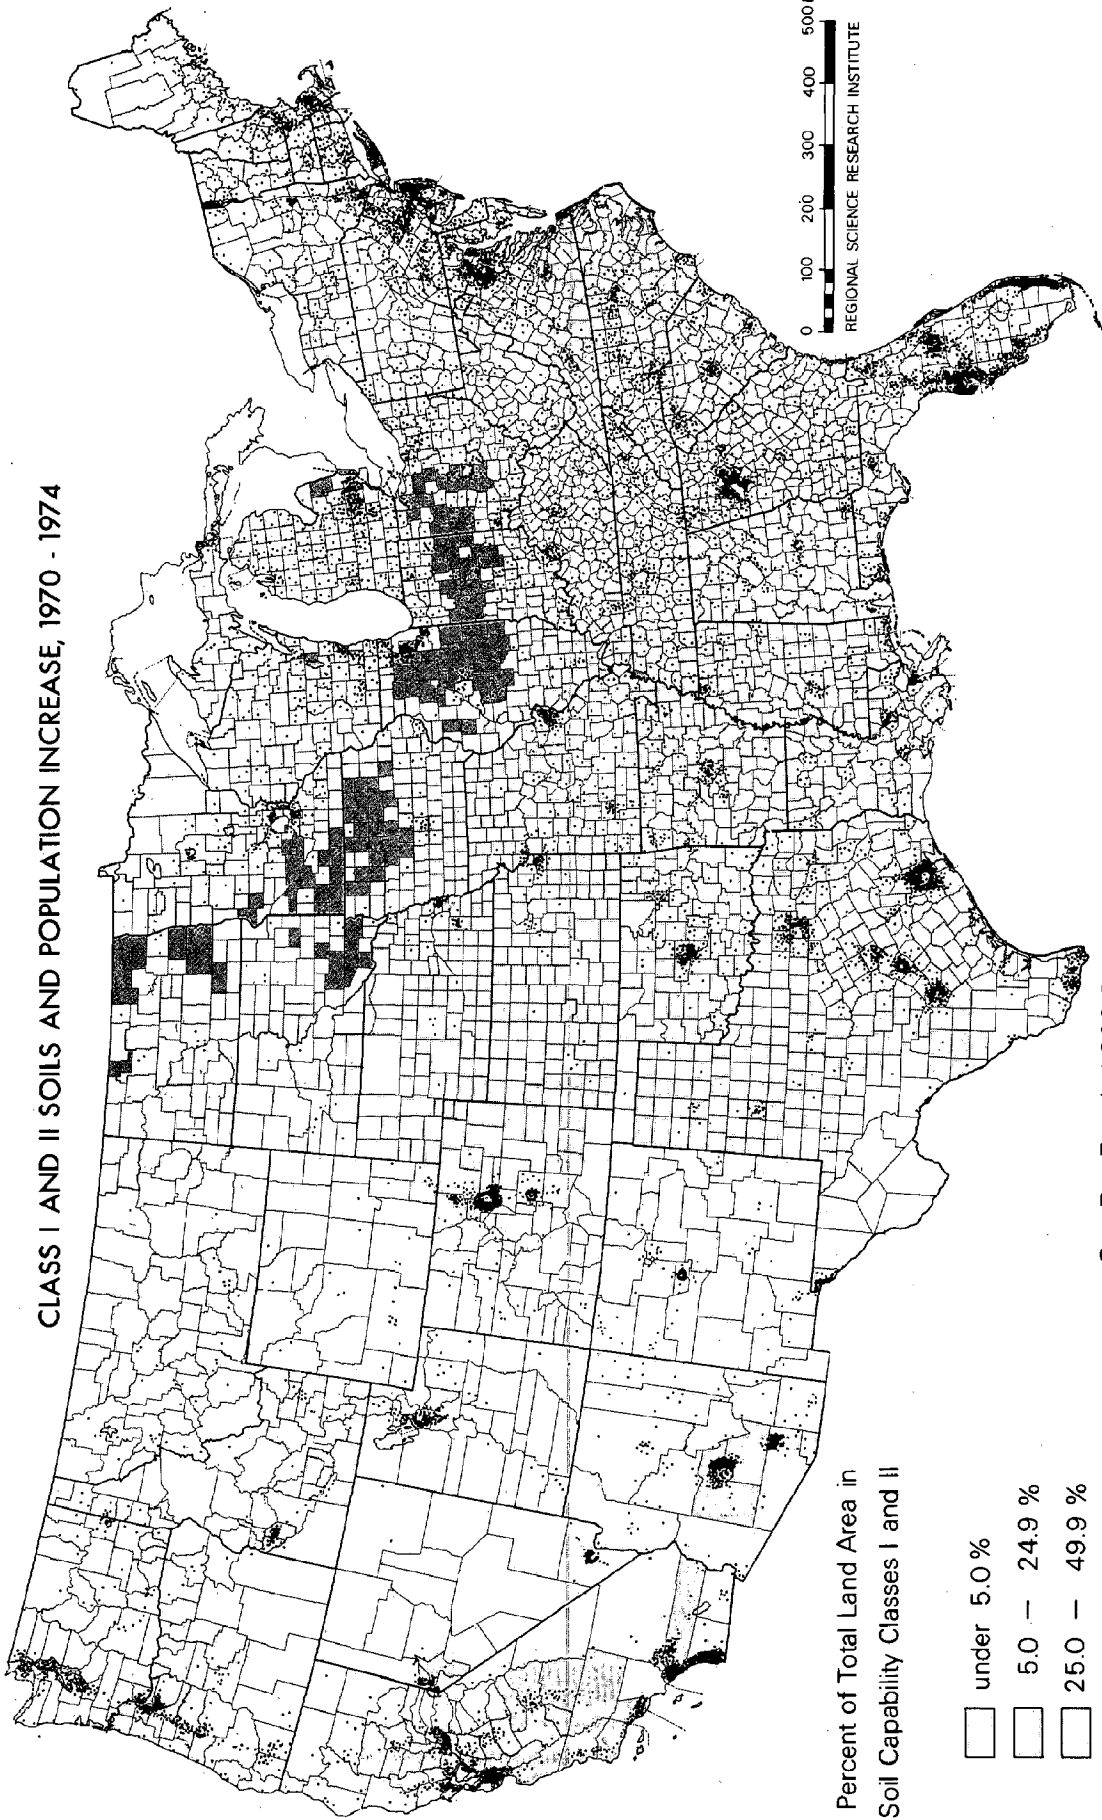 CLASS I AND II SOILS AND POPULATION INCREASE, 1970 - 1974
0 100 200 300 400 500
REGIONAL SCIENCE RESEARCH INSTITUTE
Percent of Total Land Area in
Soil Capability Classes I and II
under 5.0 %
5.0 – 24.9 %
25.0 – 49.9 %